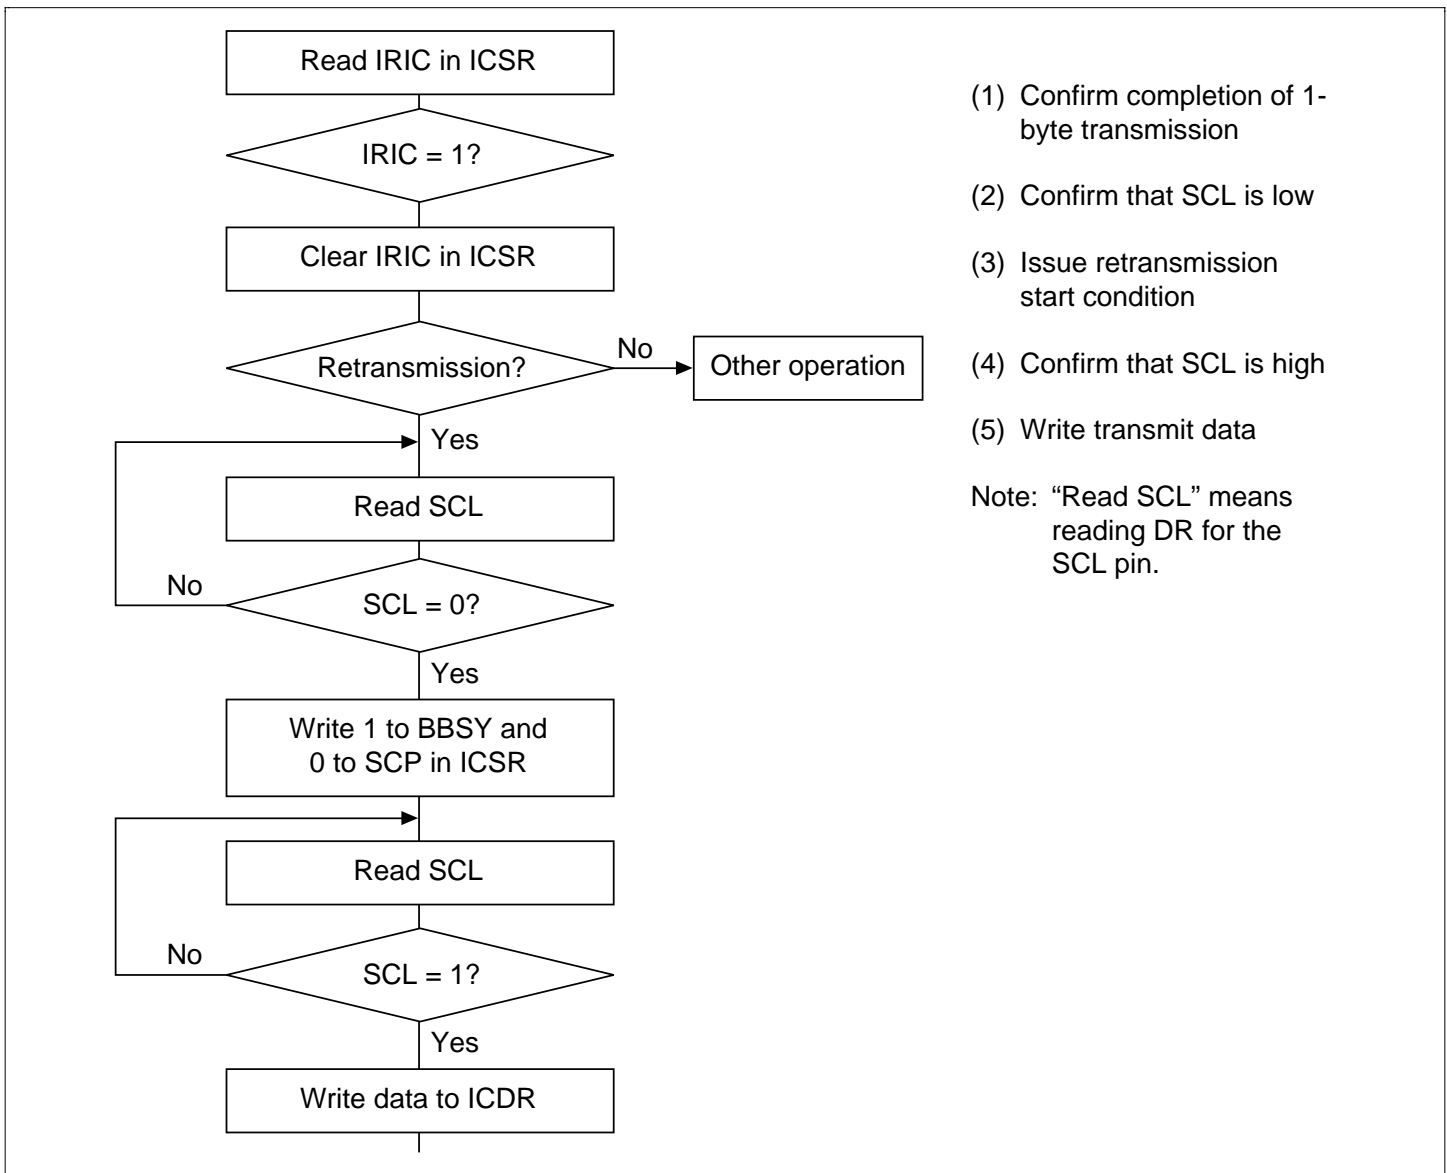 Read IRIC in ICSR
IRIC = 1?
Clear IRIC in ICSR
Retransmission?
No
Other operation
Yes
Read SCL
No
SCL = 0?
Yes
Write 1 to BBSY and
0 to SCP in ICSR
Read SCL
No
SCL = 1?
Yes
Write data to ICDR
(1) Confirm completion of 1-
byte transmission
(2) Confirm that SCL is low
(3) Issue retransmission
start condition
(4) Confirm that SCL is high
(5) Write transmit data
Note: “Read SCL” means
reading DR for the
SCL pin.